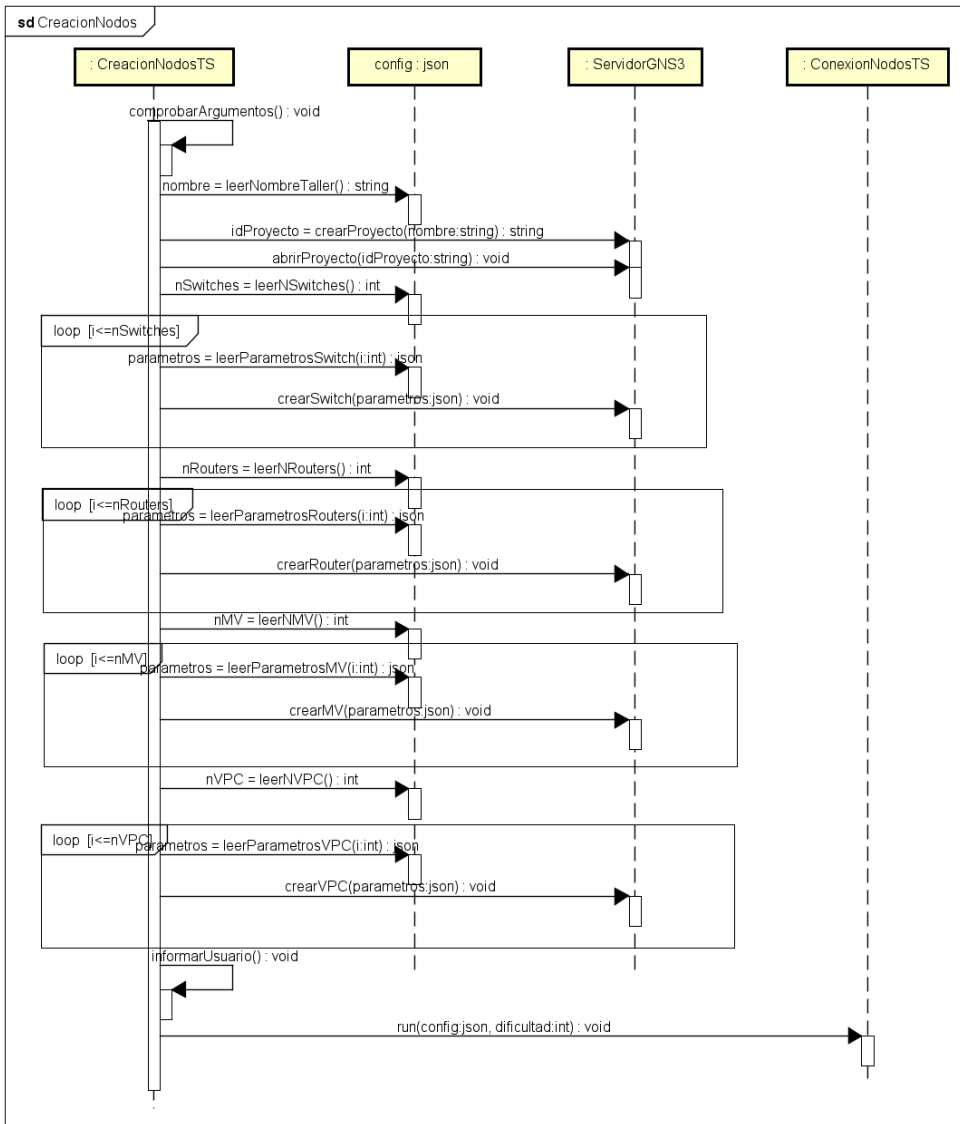 sd CreacionNodos
: CreacionNodosTS
config : json
: ServidorGNS3
: ConexionNodosTS
comprobarArgumentos() : void
nombre = leerNombreTaller() : string
idProyecto = crearProyecto(nombre:string) : string
abrirProyecto(idProyecto:string) : void
nSwitches = leerNSwitches() : int
loop [i<=nSwitches]
parametros = leerParametrosSwitch(i:int) : json
crearSwitch(parametros:json) : void
nRouters = leerNRouters() : int
loop [i<=nRouters]
parametros = leerParametrosRouters(i:int) : json
crearRouter(parametros:json) : void
nMV = leerNMV() : int
loop [i<=nMV]
parametros = leerParametrosMV(i:int) : json
crearMV(parametros:json) : void
nVPC = leerNVPC() : int
loop [i<=nVPC]
parametros = leerParametrosVPC(i:int) : json
crearVPC(parametros:json) : void
informarUsuario() : void
run(config:json, dificultad:int) : void